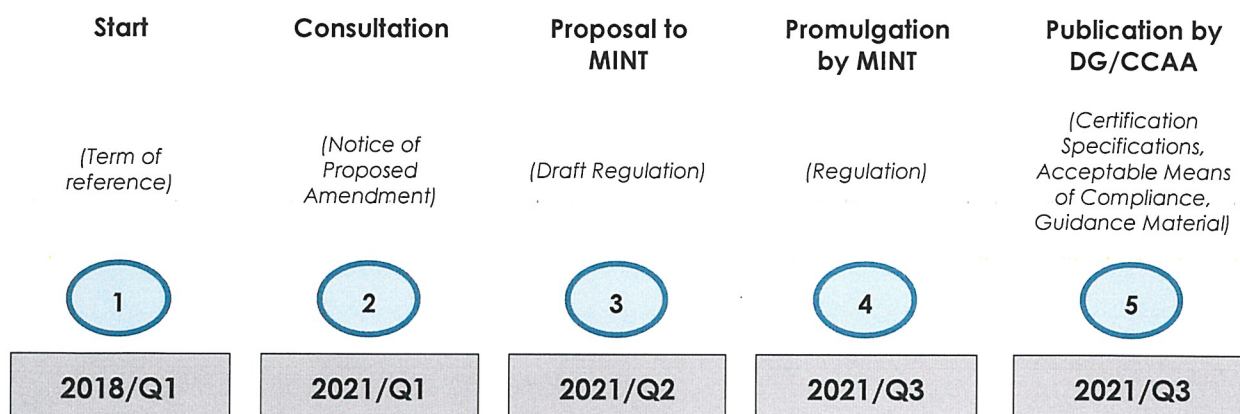 Start
Consultation
Proposal to
MINT
Promulgation
by MINT
Publication by
DG/CCAA
(Term of
reference)
(Notice of
Proposed
Amendment)
(Draft Regulation)
(Regulation)
(Certification
Specifications,
Acceptable Means
of Compliance,
Guidance Material)
1
2
3
4
5
2018/Q1
2021/Q1
2021/Q2
2021/Q3
2021/Q3